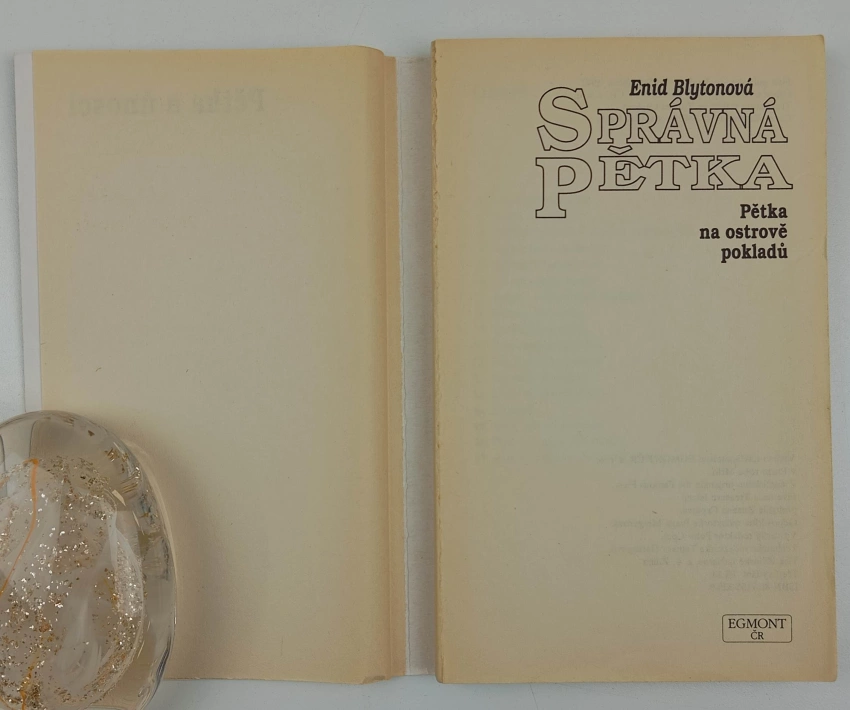 Enid Blytonová
SPRÁVNÁ
PĚTKA
Pětka
na ostrově
pokladů
EGMONT
ČR